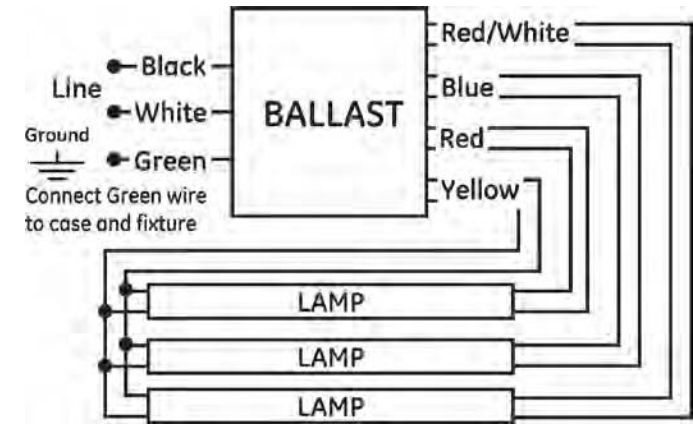 Red/White
Black
Line
Blue
White
BALLAST
Ground
Red
Green
Yellow
Connect Green wire
to case and fixture
LAMP
LAMP
LAMP